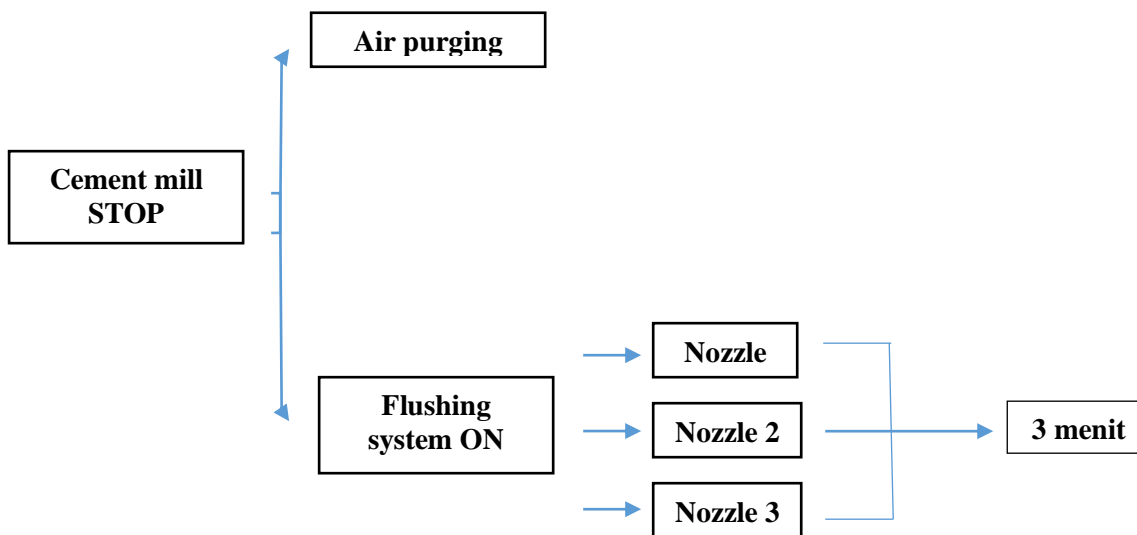 Air purging
Cement mill
STOP
Flushing
system ON
Nozzle
Nozzle 2
Nozzle 3
3 menit